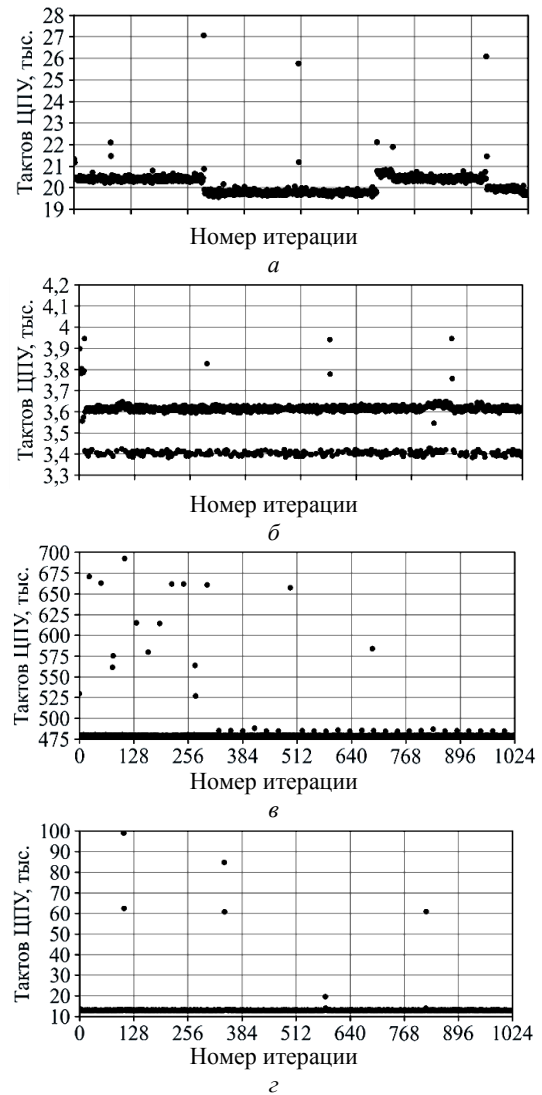 Тактов ЦПУ, тыс.
28
27
26
25
24
23
22
21
20
19
Номер итерации
а
Тактов ЦПУ, тыс.
4,2
4,1
4
3,9
3,8
3,7
3,6
3,5
3,4
3,3
Номер итерации
б
Тактов ЦПУ, тыс.
700
675
650
625
600
575
550
525
500
475
0 128 256 384 512 640 768 896 1024
Номер итерации
в
Тактов ЦПУ, тыс.
100
90
80
70
60
50
40
30
20
10
0 128 256 384 512 640 768 896 1024
Номер итерации
г